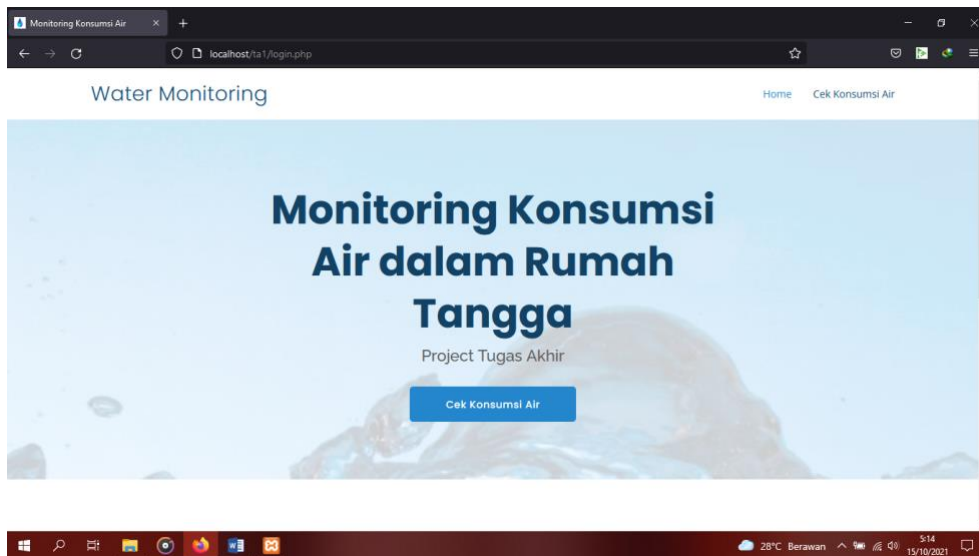 Monitoring Konsumsi Air
localhost/ta1/login.php
Water Monitoring
Home Cek Konsumsi Air
Monitoring Konsumsi
Air dalam Rumah
Tangga
Project Tugas Akhir
Cek Konsumsi Air
28°C Berawan
5:14
15/10/2021